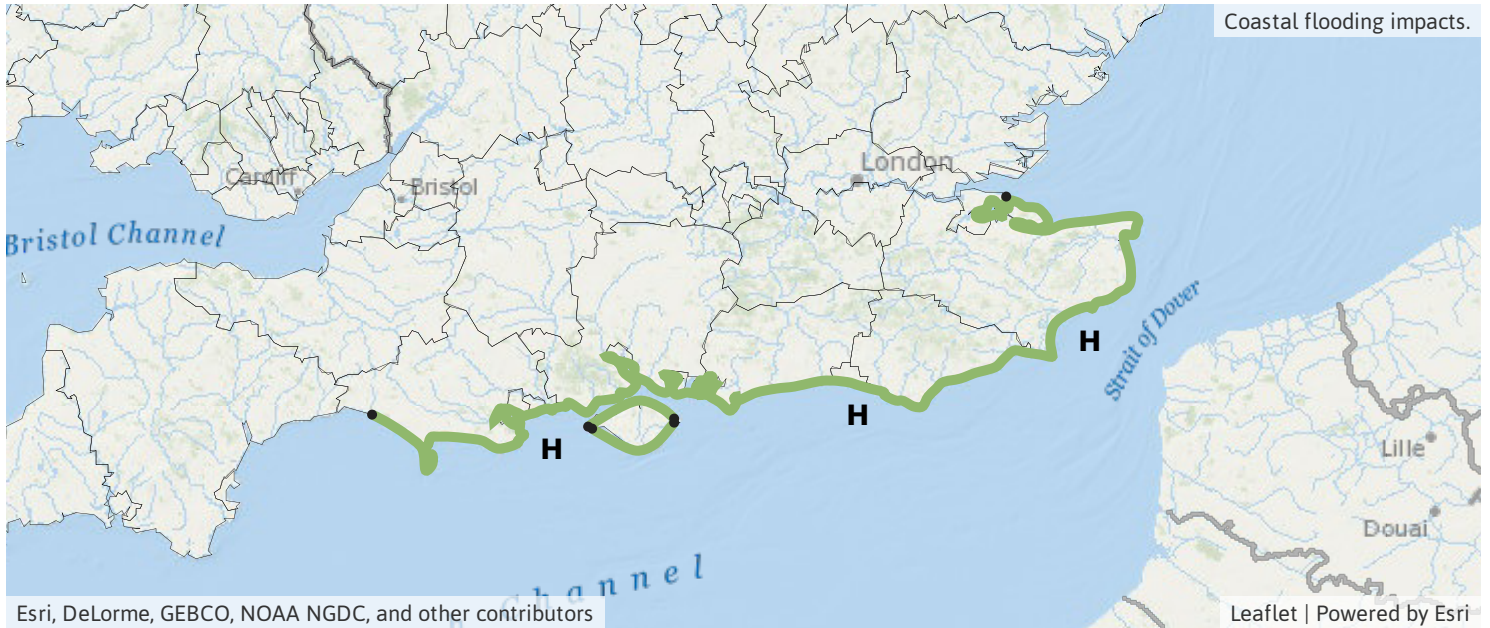 Coastal flooding impacts.
London
Cardiff
Bristol
Bristol Channel
Strait of Dover
H
H
H
Lille
Douai
Channel
Esri, DeLorme, GEBCO, NOAA NGDC, and other contributors
Leaflet | Powered by Esri